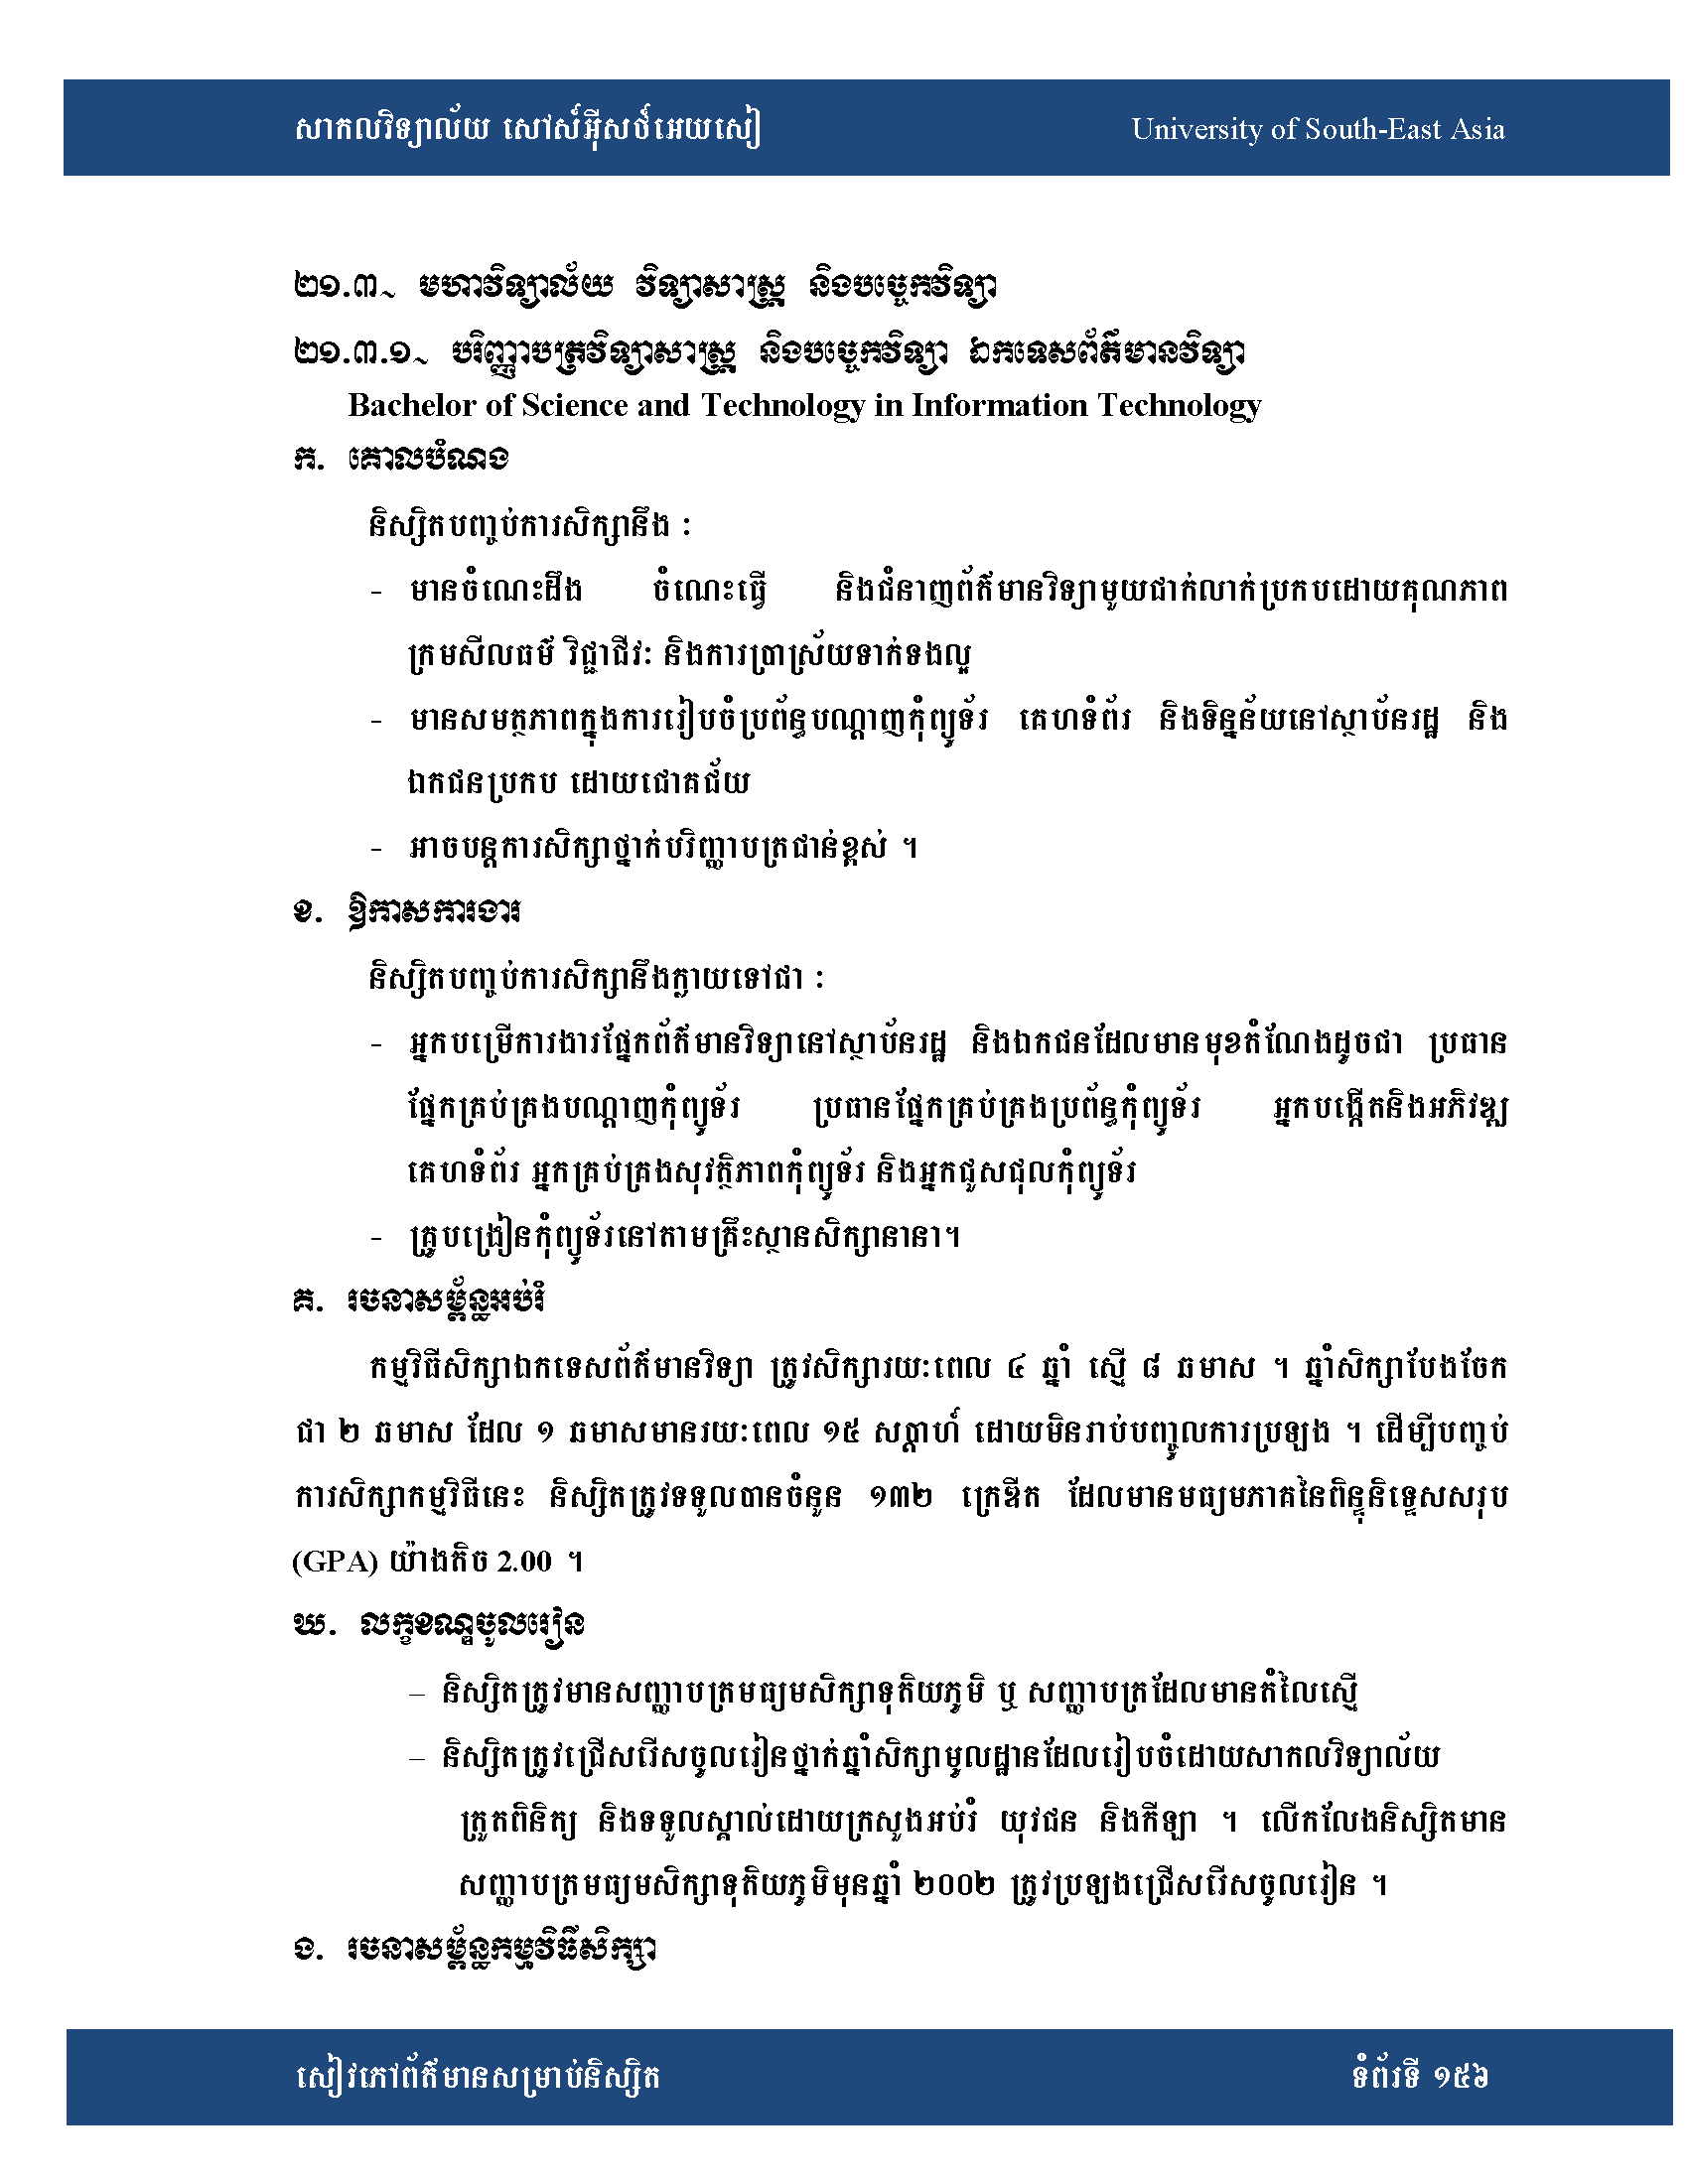 សាកលវិទ្យាល័យ សៅស៍អ៊ីសថ៍អេយសៀ University of South-East Asia
២១.៣~ មហាវិទ្យាល័យ វិទ្យាសាស្ត្រ និងបច្ចេកវិទ្យា
២១.៣.១~ បរិញ្ញាបត្រវិទ្យាសាស្ត្រ និងបច្ចេកវិទ្យា ឯកទេសព័ត៌មានវិទ្យា
Bachelor of Science and Technology in Information Technology
ក. គោលបំណង
និស្សិតបញ្ចប់ការសិក្សានឹង ៈ
- មានចំណេះដឹង ចំណេះធ្វើ និងជំនាញព័ត៌មានវិទ្យាមួយជាក់លាក់ប្រកបដោយគុណភាព
ក្រមសីលធម៌ វិជ្ជាជីវៈ និងការប្រាស្រ័យទាក់ទងល្អ
- មានសមត្ថភាពក្នុងការរៀបចំប្រព័ន្ធបណ្តាញកុំព្យូទ័រ គេហទំព័រ និងទិន្នន័យនៅស្ថាប័នរដ្ឋ និង
ឯកជនប្រកប ដោយជោគជ័យ
- អាចបន្តការសិក្សាថ្នាក់បរិញ្ញាបត្រជាន់ខ្ពស់ ។
ខ. ឱកាសការងារ
និស្សិតបញ្ចប់ការសិក្សានឹងក្លាយទៅជា ៈ
- អ្នកបម្រើការងារផ្នែកព័ត៌មានវិទ្យានៅស្ថាប័នរដ្ឋ និងឯកជនដែលមានមុខតំណែងដូចជា ប្រធាន
ផ្នែកគ្រប់គ្រងបណ្តាញកុំព្យូទ័រ ប្រធានផ្នែកគ្រប់គ្រងប្រព័ន្ធកុំព្យូទ័រ អ្នកបង្កើតនិងអភិវឌ្ឍ
គេហទំព័រ អ្នកគ្រប់គ្រងសុវត្ថិភាពកុំព្យូទ័រ និងអ្នកជួសជុលកុំព្យូទ័រ
- គ្រូបង្រៀនកុំព្យូទ័រនៅតាមគ្រឹះស្ថានសិក្សានានា។
គ. រចនាសម្ព័ន្ធអប់រំ
កម្មវិធីសិក្សាឯកទេសព័ត៌មានវិទ្យា ត្រូវសិក្សារយៈពេល ៤ ឆ្នាំ ស្មើ ៨ ឆមាស ។ ឆ្នាំសិក្សាបែងចែក
ជា ២ ឆមាស ដែល ១ ឆមាសមានរយៈពេល ១៥ សត្តាហ៍ ដោយមិនរាប់បញ្ចូលការប្រឡង ។ ដើម្បីបញ្ចប់
ការសិក្សាកម្មវិធីនេះ និស្សិតត្រូវទទួលបានចំនួន ១៣២ ក្រេឌីត ដែលមានមធ្យមភាគនៃពិន្ទុនិទ្ទេសសរុប
(GPA) យ៉ាងតិច 2.00 ។
ឃ. លក្ខខណ្ឌចូលរៀន
– និស្សិតត្រូវមានសញ្ញាបត្រមធ្យមសិក្សាទុតិយភូមិ ឬ សញ្ញាបត្រដែលមានតំលៃស្មើ
– និស្សិតត្រូវជ្រើសរើសចូលរៀនថ្នាក់ឆ្នាំសិក្សាមូលដ្ឋានដែលរៀបចំដោយសាកលវិទ្យាល័យ
ត្រួតពិនិត្យ និងទទួលស្គាល់ដោយក្រសួងអប់រំ យុវជន និងកីឡា ។ លើកលែងនិស្សិតមាន
សញ្ញាបត្រមធ្យមសិក្សាទុតិយភូមិមុនឆ្នាំ ២០០២ ត្រូវប្រឡងជ្រើសរើសចូលរៀន ។
ង. រចនាសម្ព័ន្ធកម្មវិធីសិក្សា
សៀវភៅព័ត៌មានសម្រាប់និស្សិត ទំព័រទី ១៥៦